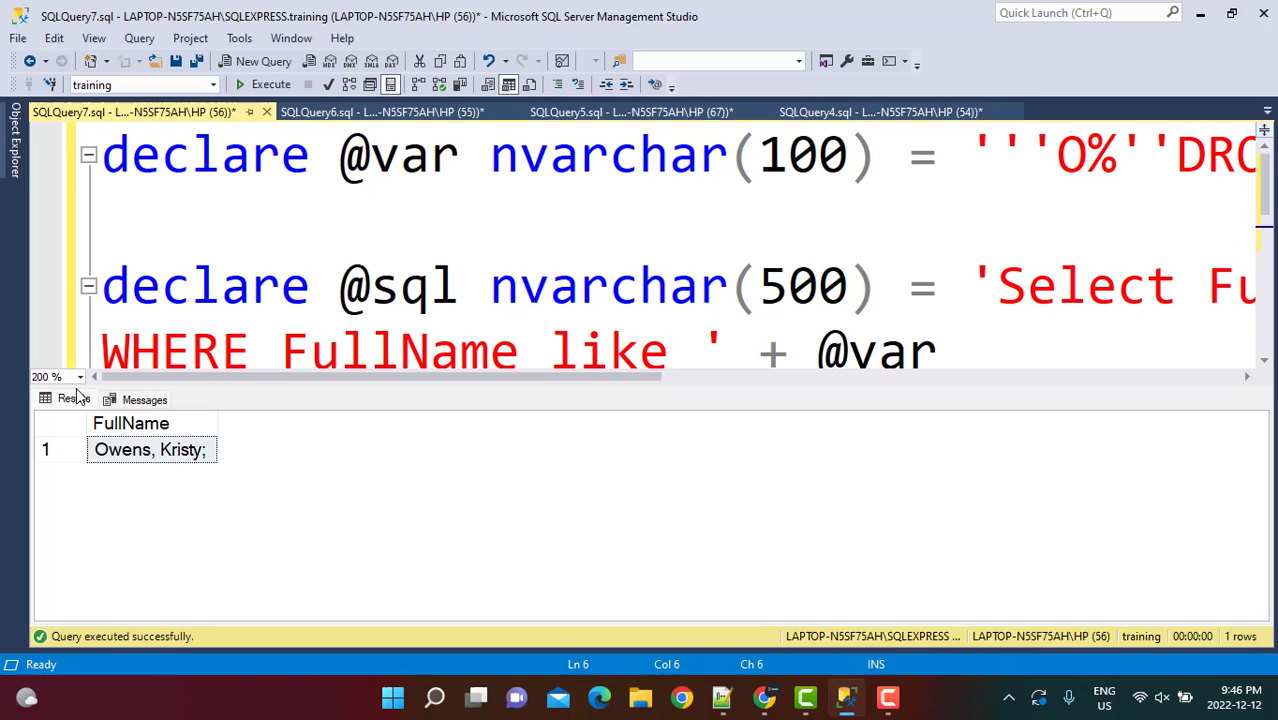 SQLQuery7.sql - LAPTOP-N5SF75AH\SQLEXPRESS.training (LAPTOP-N5SF75AH\HP (56))* - Microsoft SQL Server Management Studio
Quick Launch (Ctrl+Q)
File Edit View Query Project Tools Window Help
New Query
training
Execute
SQLQuery7.sql - L...-N5SF75AH\HP (56))* SQLQuery6.sql - L...-N5SF75AH\HP (55))* SQLQuery5.sql - L...-N5SF75AH\HP (67))* SQLQuery4.sql - L...-N5SF75AH\HP (54))*
Object Explorer
declare @var nvarchar(100) = '''O%''DRO
declare @sql nvarchar(500) = 'Select Fu
WHERE FullName like ' + @var
200 %
Results Messages
FullName
1 Owens, Kristy;
Query executed successfully. LAPTOP-N5SF75AH\SQLEXPRESS ... LAPTOP-N5SF75AH\HP (56) training 00:00:00 1 rows
Ready Ln 6 Col 6 Ch 6 INS
ENG
US
9:46 PM
2022-12-12